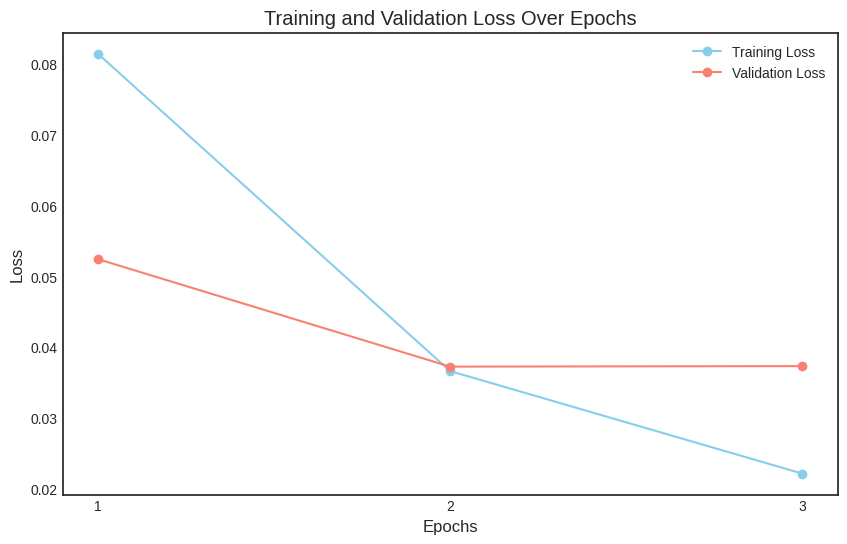 Training and Validation Loss Over Epochs
Training Loss
Validation Loss
0.08
0.07
0.06
0.05
0.04
0.03
0.02
Loss
1
2
3
Epochs